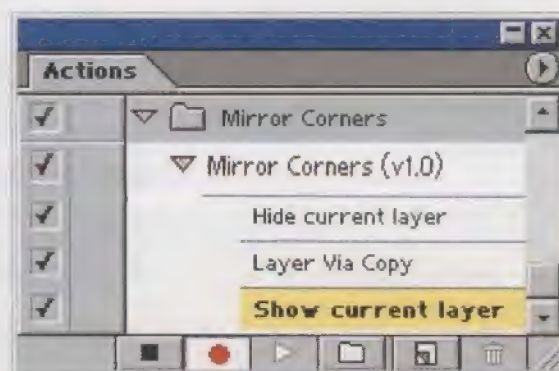 Actions
Mirror Corners
Mirror Corners (v1.0)
Hide current layer
Layer Via Copy
Show current layer